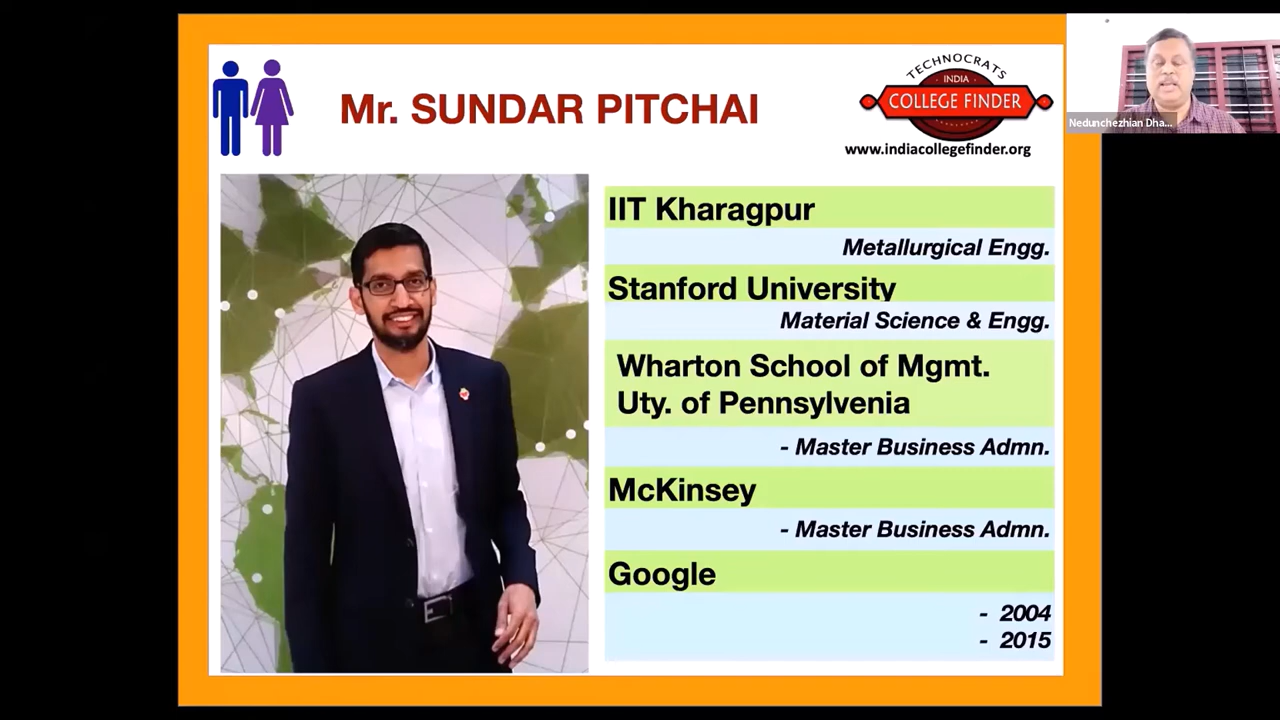 Mr. SUNDAR PITCHAI
TECHNOCRATS
INDIA
COLLEGE FINDER
www.indiacollegefinder.org
Nedunchezhian Dha...
IIT Kharagpur
Metallurgical Engg.
Stanford University
Material Science & Engg.
Wharton School of Mgmt.
Uty. of Pennsylvenia
- Master Business Admn.
McKinsey
- Master Business Admn.
Google
- 2004
- 2015